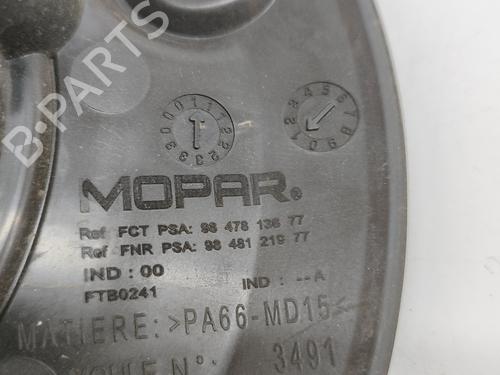 B-PARTS
MOPAR®
Ref FCT PSA: 98 478 136 77
Ref FNR PSA: 98 481 219 77
IND : 00
FTB0241
IND : --A
MATIERE: >PA66-MD15<
MOULE N°: 3491